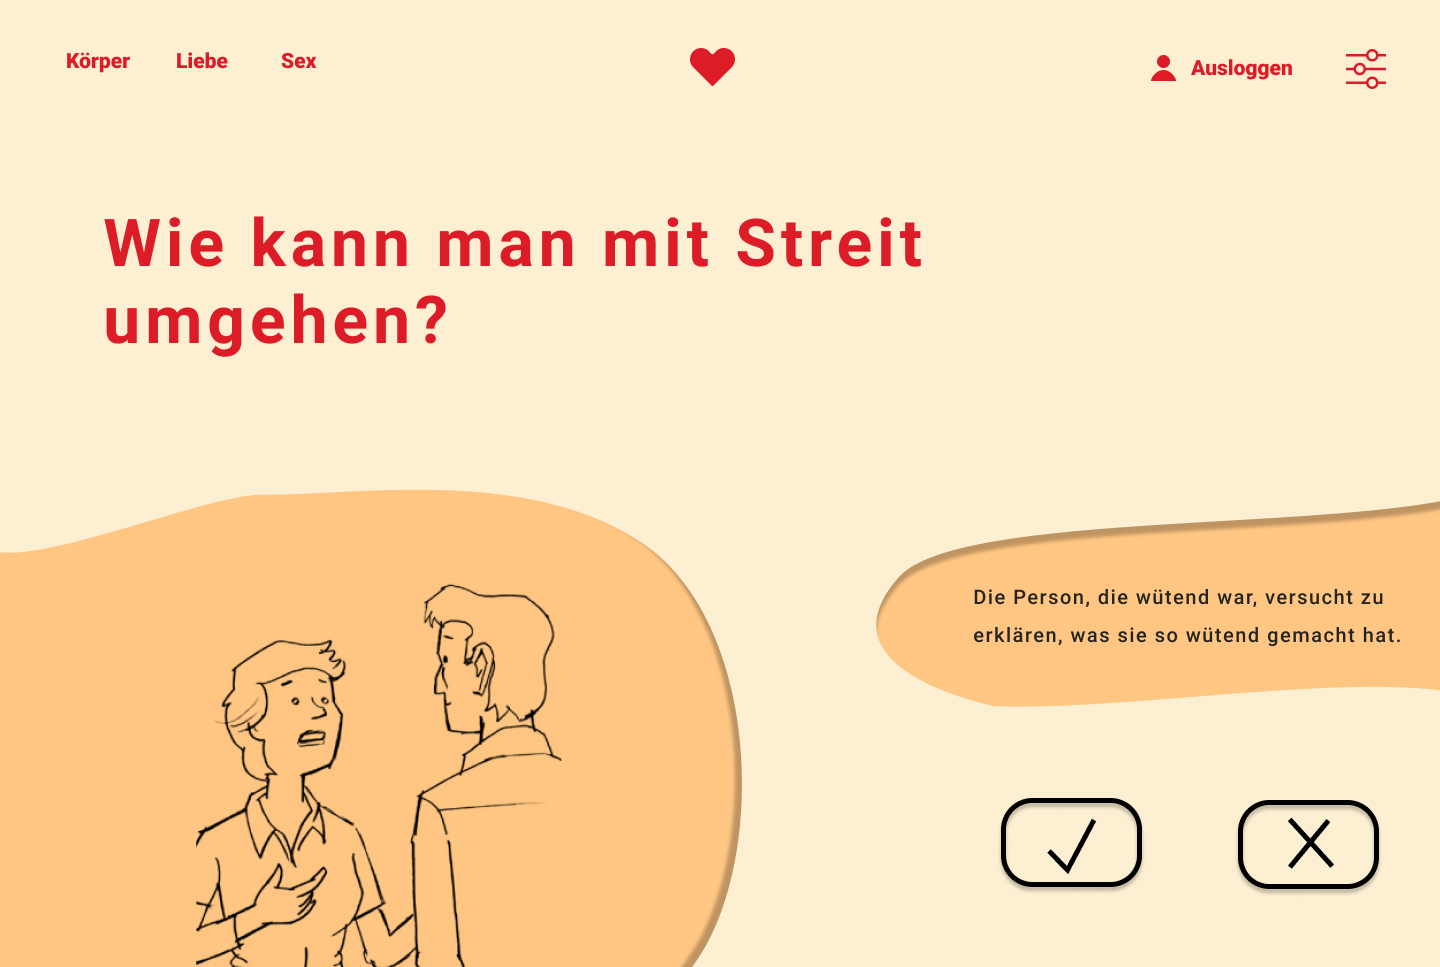 Körper Liebe Sex
Ausloggen
Wie kann man mit Streit
umgehen?
Die Person, die wütend war, versucht zu
erklären, was sie so wütend gemacht hat.